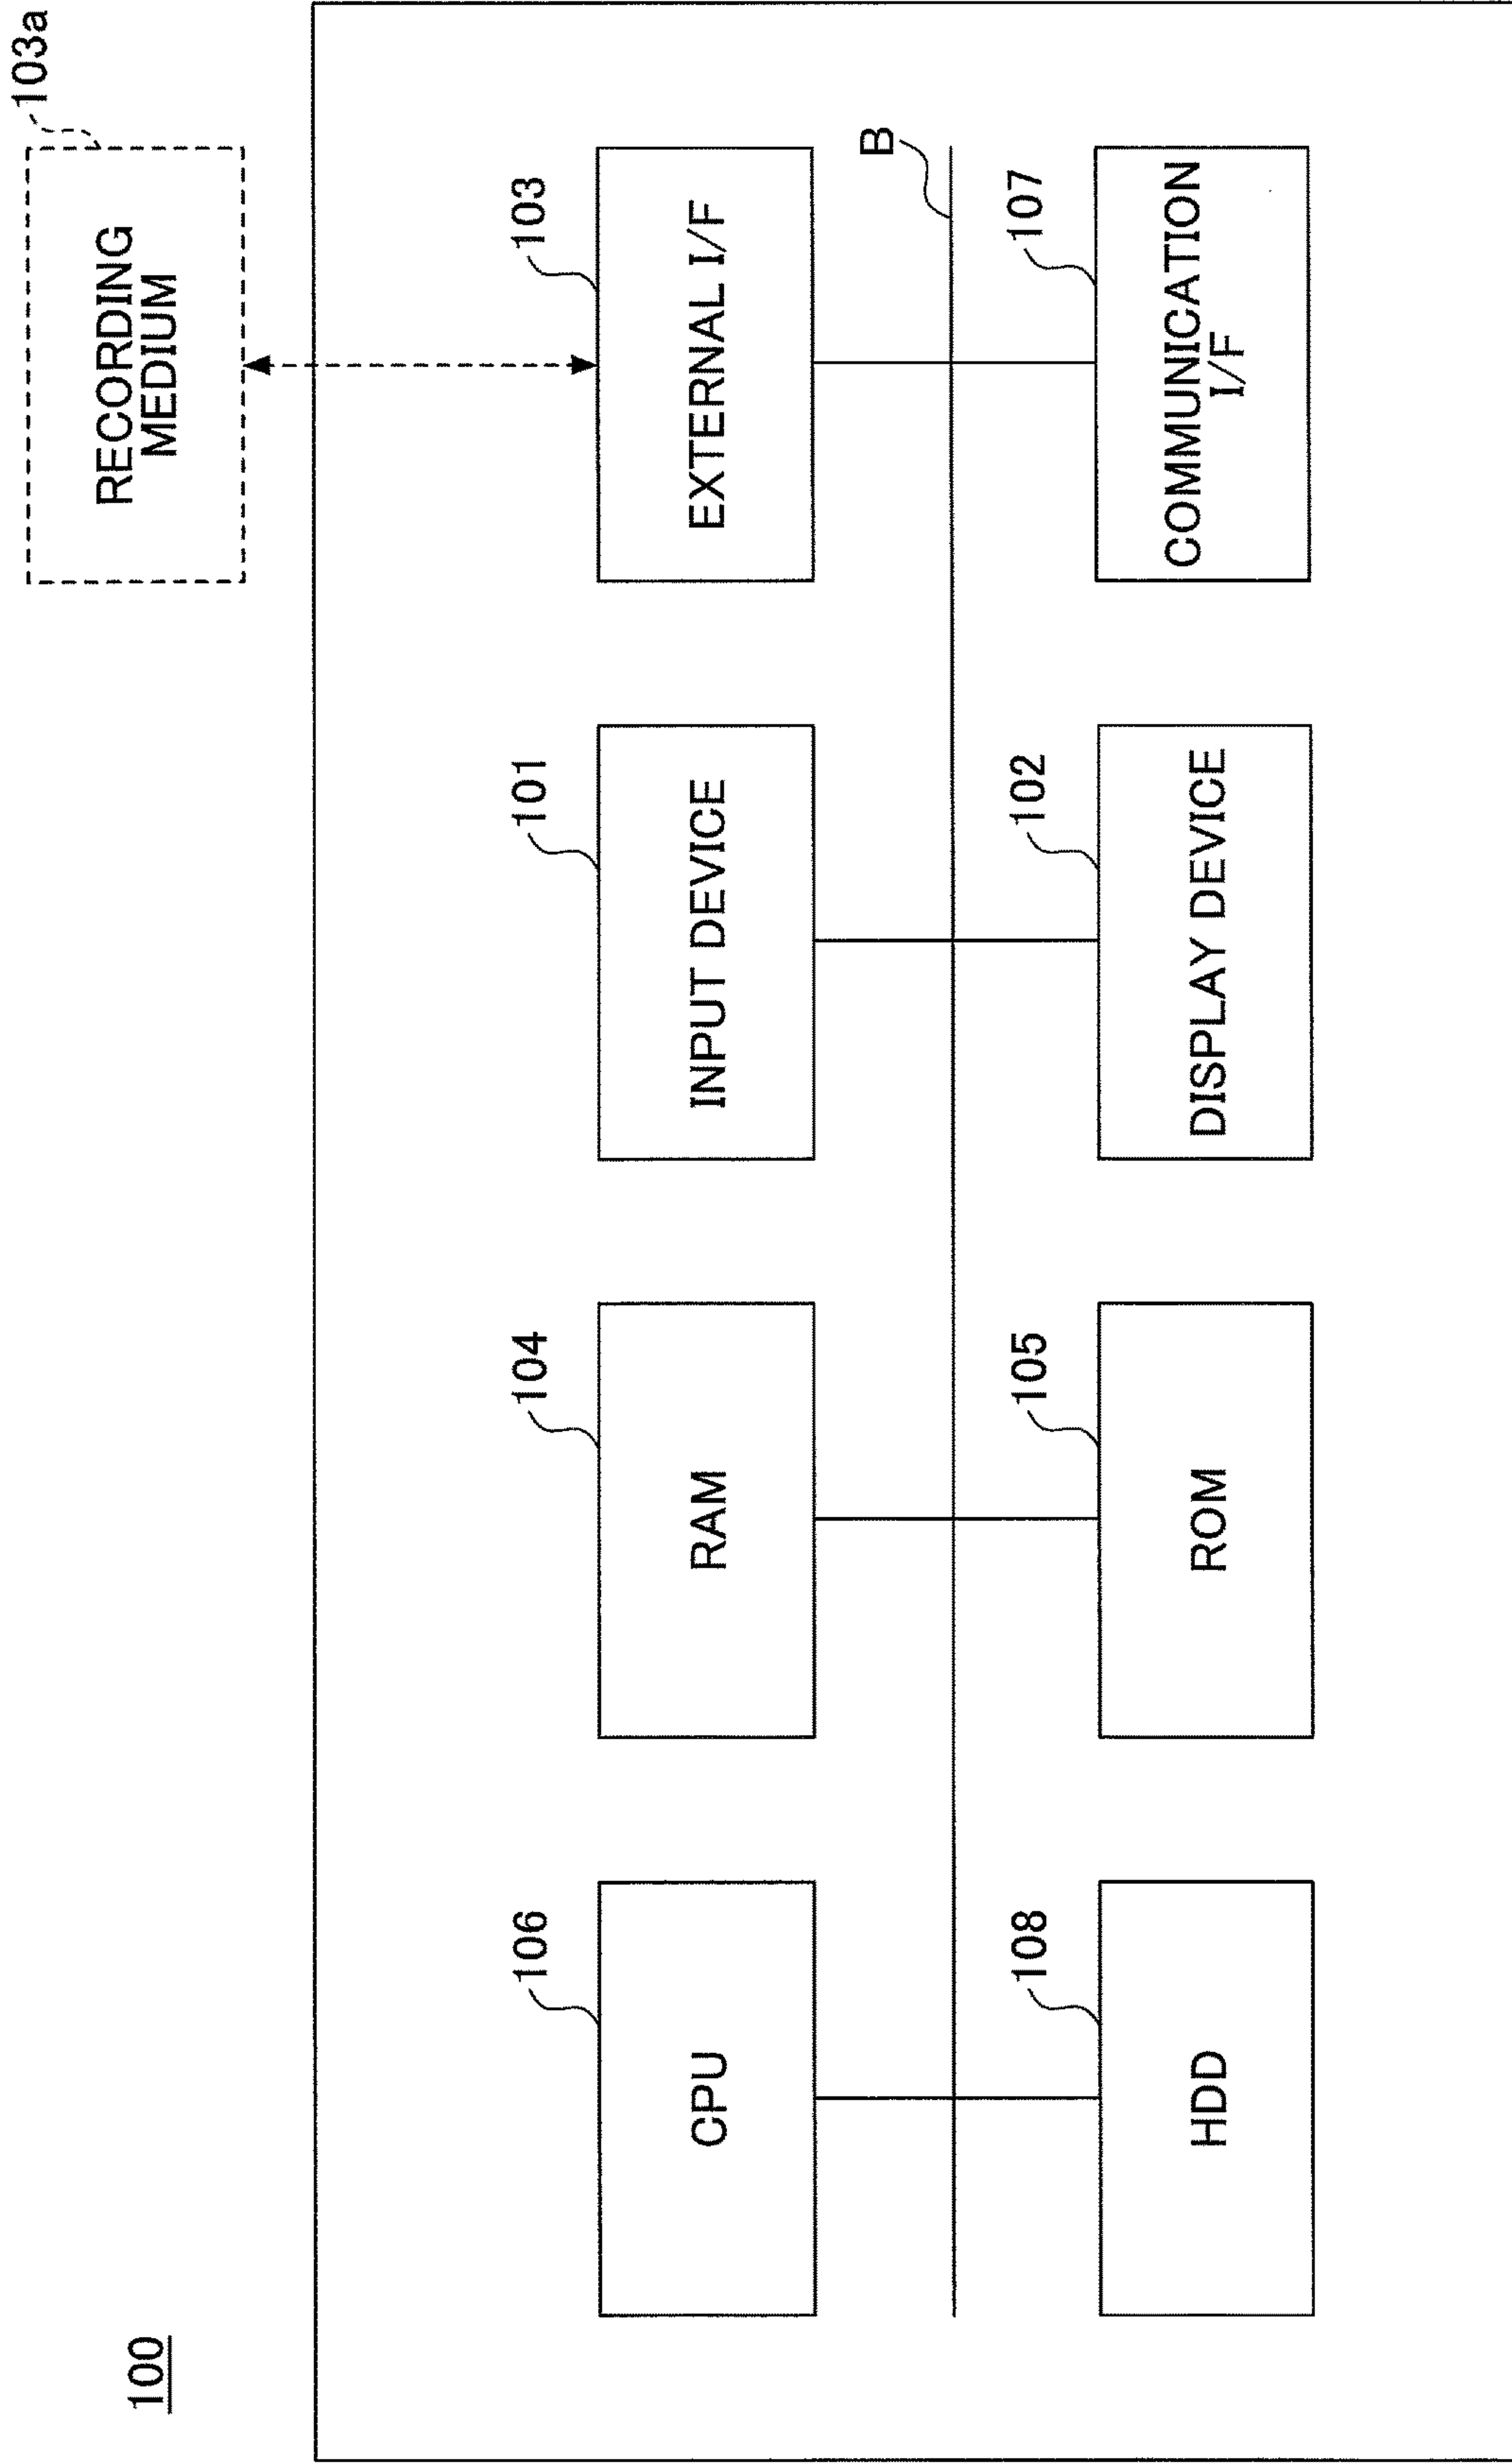 100
103a
RECORDING
MEDIUM
106
CPU
104
RAM
101
INPUT DEVICE
103
EXTERNAL I/F
B
108
HDD
105
ROM
102
DISPLAY DEVICE
107
COMMUNICATION
I/F